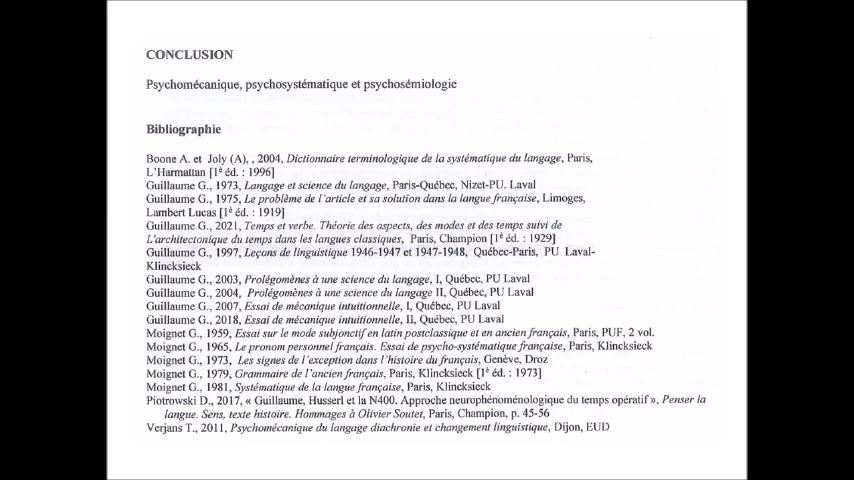 CONCLUSION
Psychomécanique, psychosystématique et psychosémiologie
Bibliographie
Boone A. et Joly (A), , 2004, Dictionnaire terminologique de la systématique du langage, Paris,
L'Harmattan [1è éd. : 1996]
Guillaume G., 1973, Langage et science du langage, Paris-Québec, Nizet-PU. Laval
Guillaume G., 1975, Le problème de l'article et sa solution dans la langue française, Limoges,
Lambert Lucas [1è éd. : 1919]
Guillaume G., 2021, Temps et verbe. Théorie des aspects, des modes et des temps suivi de
L'architectonique du temps dans les langues classiques, Paris, Champion [1è éd. : 1929]
Guillaume G., 1997, Leçons de linguistique 1946-1947 et 1947-1948, Québec-Paris, PU Laval-
Klincksieck
Guillaume G., 2003, Prolégomènes à une science du langage, I, Québec, PU Laval
Guillaume G., 2004, Prolégomènes à une science du langage II, Québec, PU Laval
Guillaume G., 2007, Essai de mécanique intuitionnelle, I, Québec, PU Laval
Guillaume G., 2018, Essai de mécanique intuitionnelle, II, Québec, PU Laval
Moignet G., 1959, Essai sur le mode subjonctif en latin postclassique et en ancien français, Paris, PUF, 2 vol.
Moignet G., 1965, Le pronom personnel français. Essai de psycho-systématique française, Paris, Klincksieck
Moignet G., 1973, Les signes de l'exception dans l'histoire du français, Genève, Droz
Moignet G., 1979, Grammaire de l'ancien français, Paris, Klincksieck [1è éd. : 1973]
Moignet G., 1981, Systématique de la langue française, Paris, Klincksieck
Piotrowski D., 2017, « Guillaume, Husserl et la N400. Approche neurophénoménologique du temps opératif », Penser la
langue. Sens, texte histoire. Hommages à Olivier Soutet, Paris, Champion, p. 45-56
Verjans T., 2011, Psychomécanique du langage diachronie et changement linguistique, Dijon, EUD